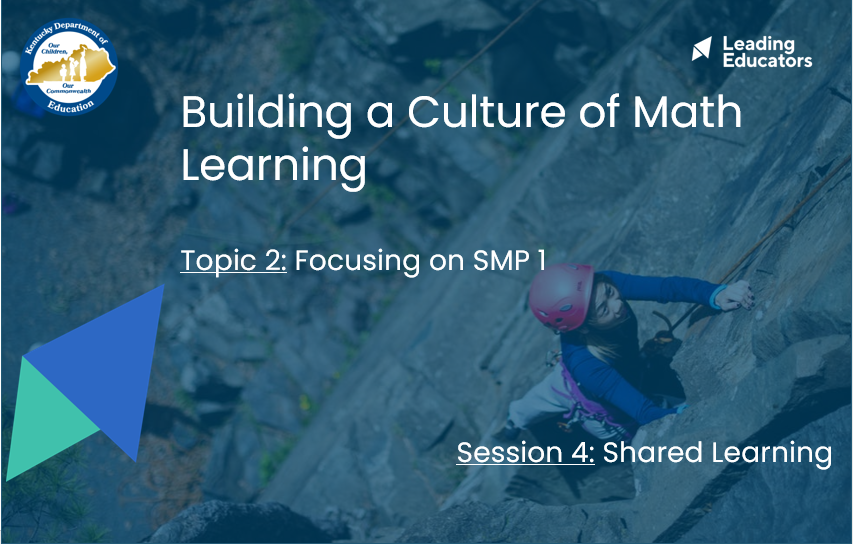 Kentucky Department of
Our
Children,
Our
Commonwealth
Education
Leading
Educators
Building a Culture of Math
Learning
Topic 2: Focusing on SMP 1
Session 4: Shared Learning